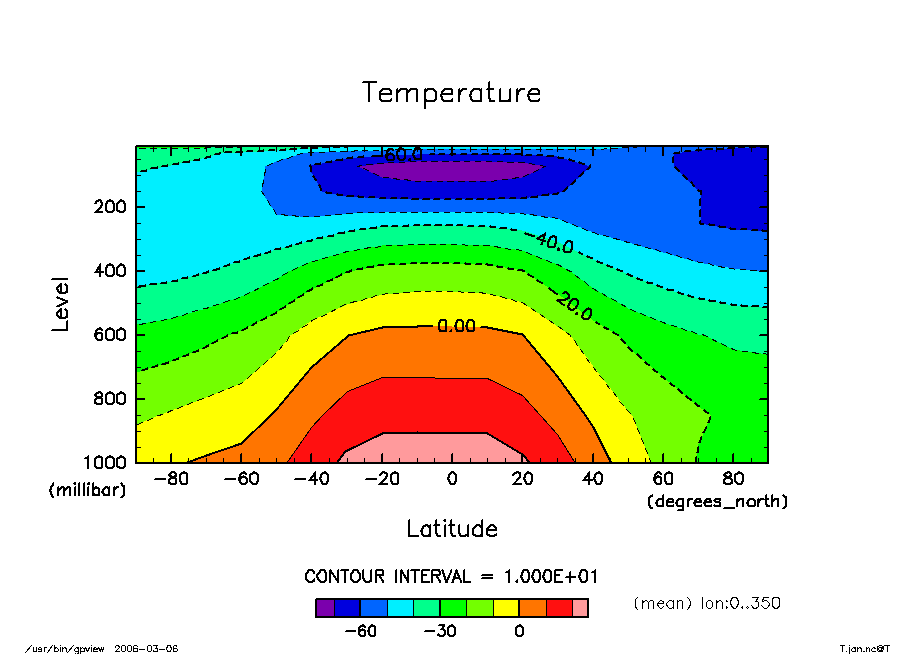 Temperature
-60.0
200
-40.0
400
Level
-20.0
0.00
600
800
1000
-80 -60 -40 -20 0 20 40 60 80
(millibar)
(degrees_north)
Latitude
CONTOUR INTERVAL = 1.000E+01
(mean) lon:0..350
-60 -30 0
/usr/bin/gpview 2006-03-06
T.jan.nc@T